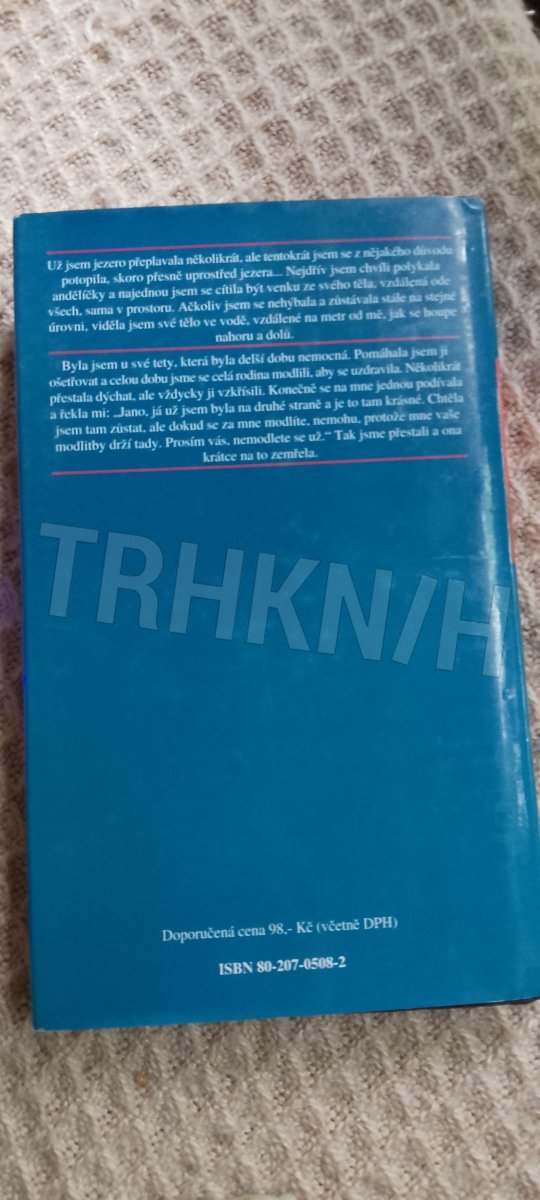 Už jsem jezero přeplavala několikrát, ale tentokrát jsem se z nějakého důvodu
potopila, skoro přesně uprostřed jezera... Nejdřív jsem chvíli polykala
andělíčky a najednou jsem se cítila být venku ze svého těla, vzdálená ode
všech, sama v prostoru. Ačkoliv jsem se nehýbala a zůstávala stále na stejné
úrovni, viděla jsem své tělo ve vodě, vzdálené na metr od mě, jak se houpe
nahoru a dolů.
Byla jsem u své tety, která byla delší dobu nemocná. Pomáhala jsem ji
ošetřovat a celou dobu jsme se celá rodina modlili, aby se uzdravila. Několikrát
přestala dýchat, ale vždycky ji vzkřísili. Konečně se na mne jednou podívala
a řekla mi: „Jano, já už jsem byla na druhé straně a je to tam krásné. Chtěla
jsem tam zůstat, ale dokud se za mne modlíte, nemohu, protože mne vaše
modlitby drží tady. Prosím vás, nemodlete se už.“ Tak jsme přestali a ona
krátce na to zemřela.
TRHKN/H
Doporučená cena 98,- Kč (včetně DPH)
ISBN 80-207-0508-2